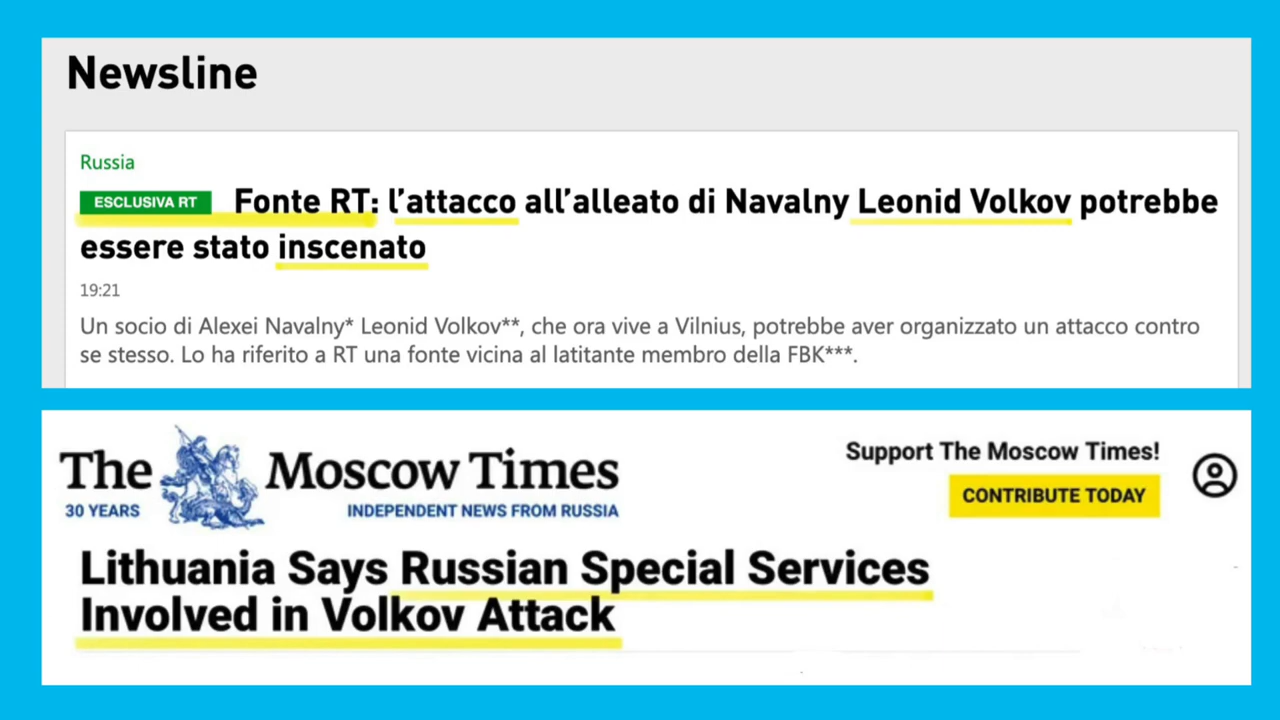 Newsline
Russia
ESCLUSIVA RT Fonte RT: l’attacco all’alleato di Navalny Leonid Volkov potrebbe
essere stato inscenato
19:21
Un socio di Alexei Navalny* Leonid Volkov**, che ora vive a Vilnius, potrebbe aver organizzato un attacco contro
se stesso. Lo ha riferito a RT una fonte vicina al latitante membro della FBK***.
The Moscow Times
30 YEARS
INDEPENDENT NEWS FROM RUSSIA
Support The Moscow Times!
CONTRIBUTE TODAY
Lithuania Says Russian Special Services
Involved in Volkov Attack